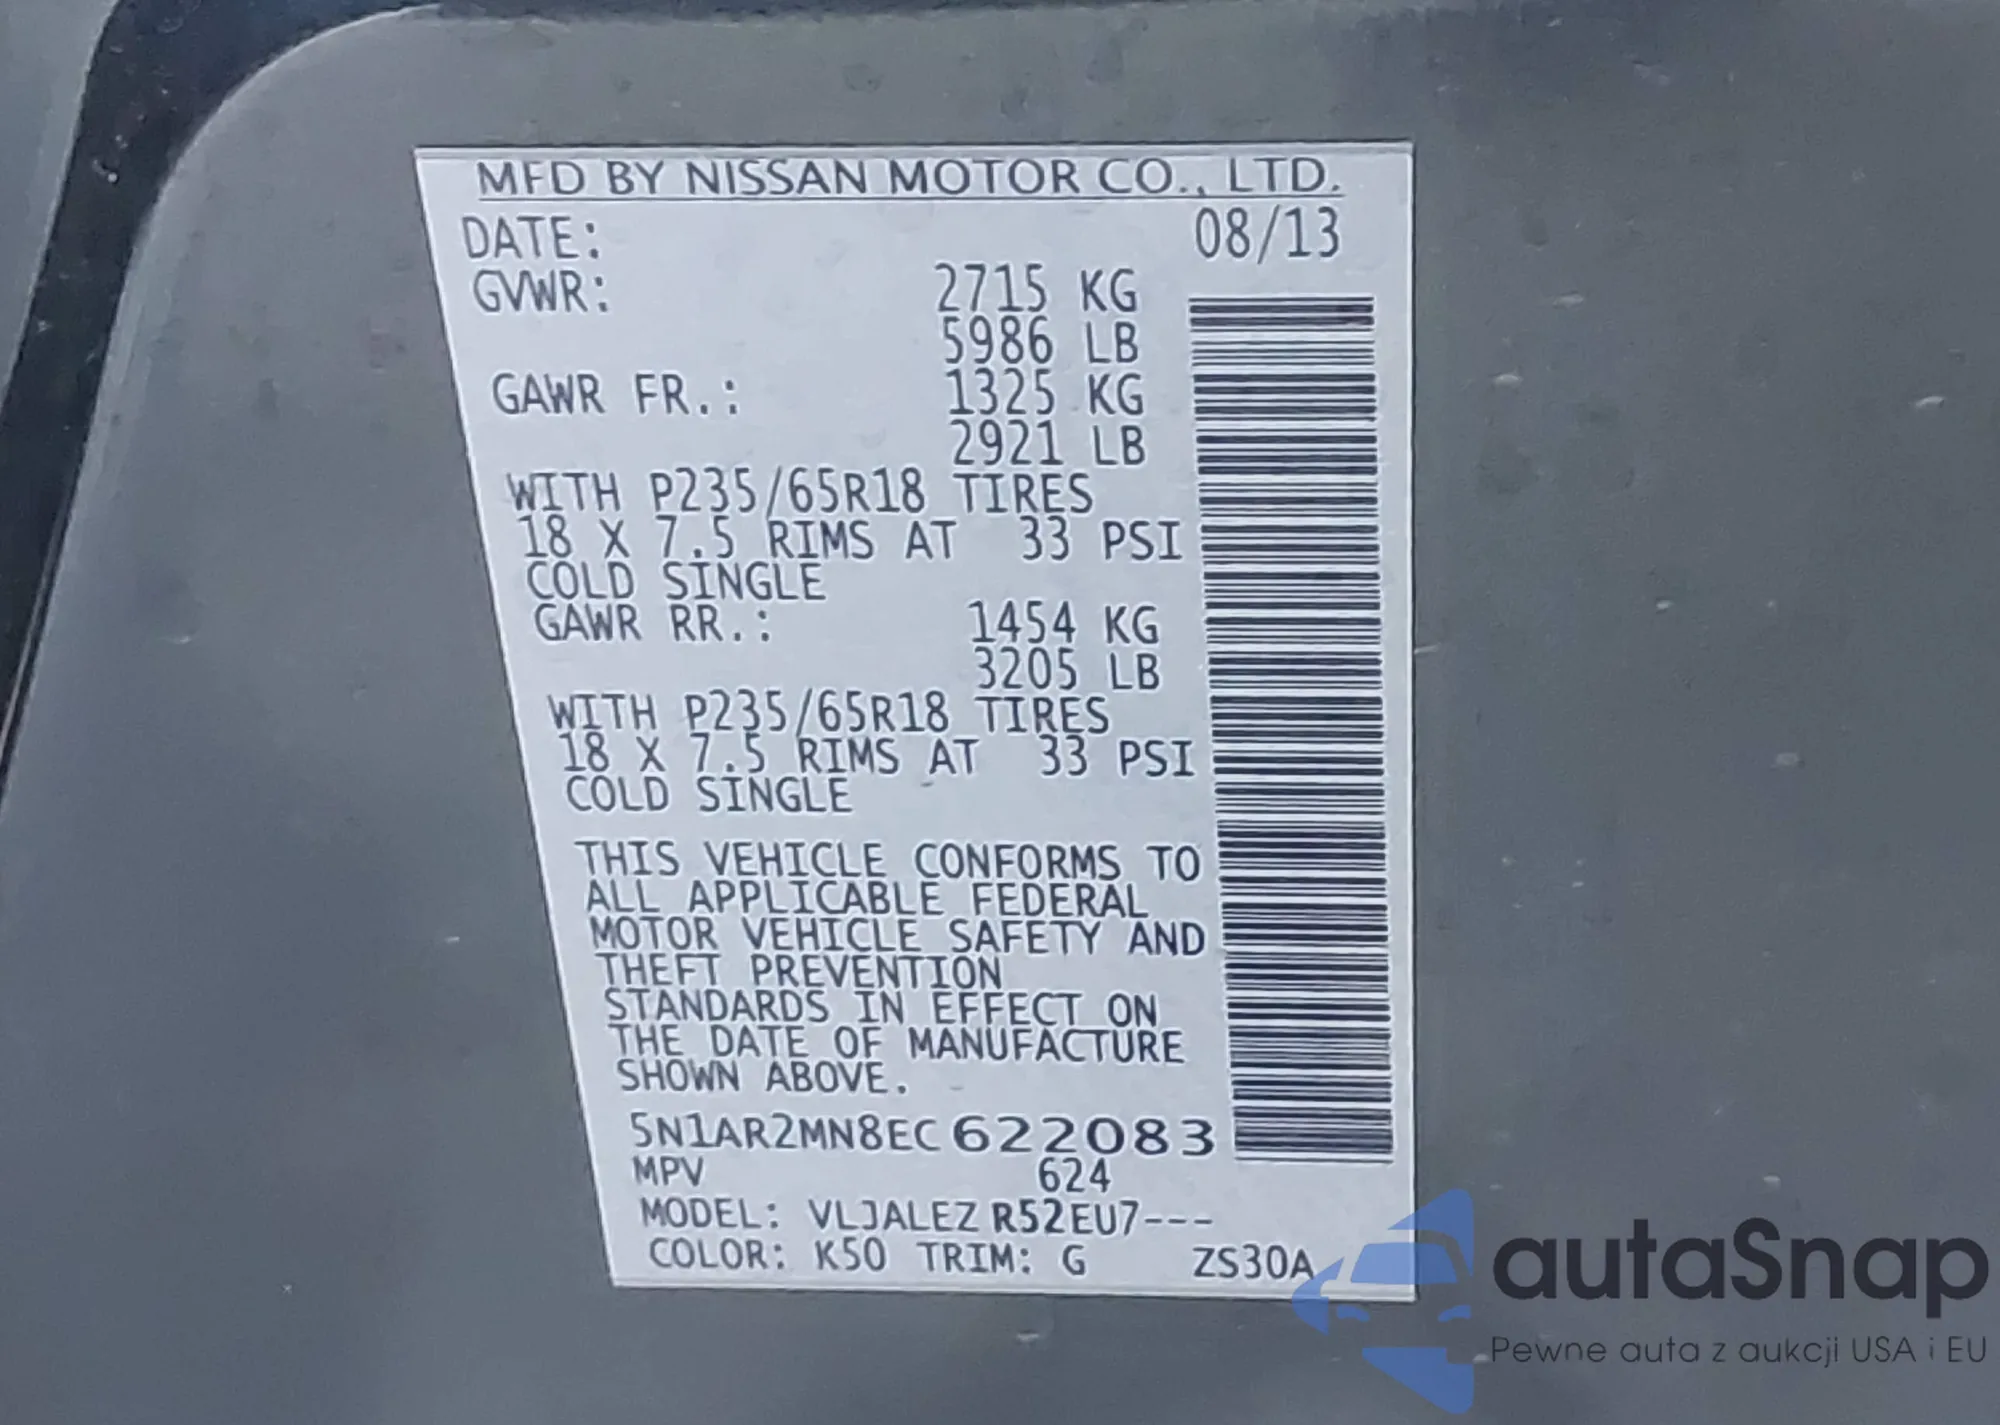 MFD BY NISSAN MOTOR CO., LTD.
DATE: 08/13
GVWR: 2715 KG
5986 LB
GAWR FR.: 1325 KG
2921 LB
WITH P235/65R18 TIRES
18 X 7.5 RIMS AT 33 PSI
COLD SINGLE
GAWR RR.: 1454 KG
3205 LB
WITH P235/65R18 TIRES
18 X 7.5 RIMS AT 33 PSI
COLD SINGLE
THIS VEHICLE CONFORMS TO
ALL APPLICABLE FEDERAL
MOTOR VEHICLE SAFETY AND
THEFT PREVENTION
STANDARDS IN EFFECT ON
THE DATE OF MANUFACTURE
SHOWN ABOVE.
5N1AR2MN8EC622083
MPV 624
MODEL: VLJALEZ R52EU7---
COLOR: K50 TRIM: G ZS30A
autaSnap
Pewne auta z aukcji USA i EU